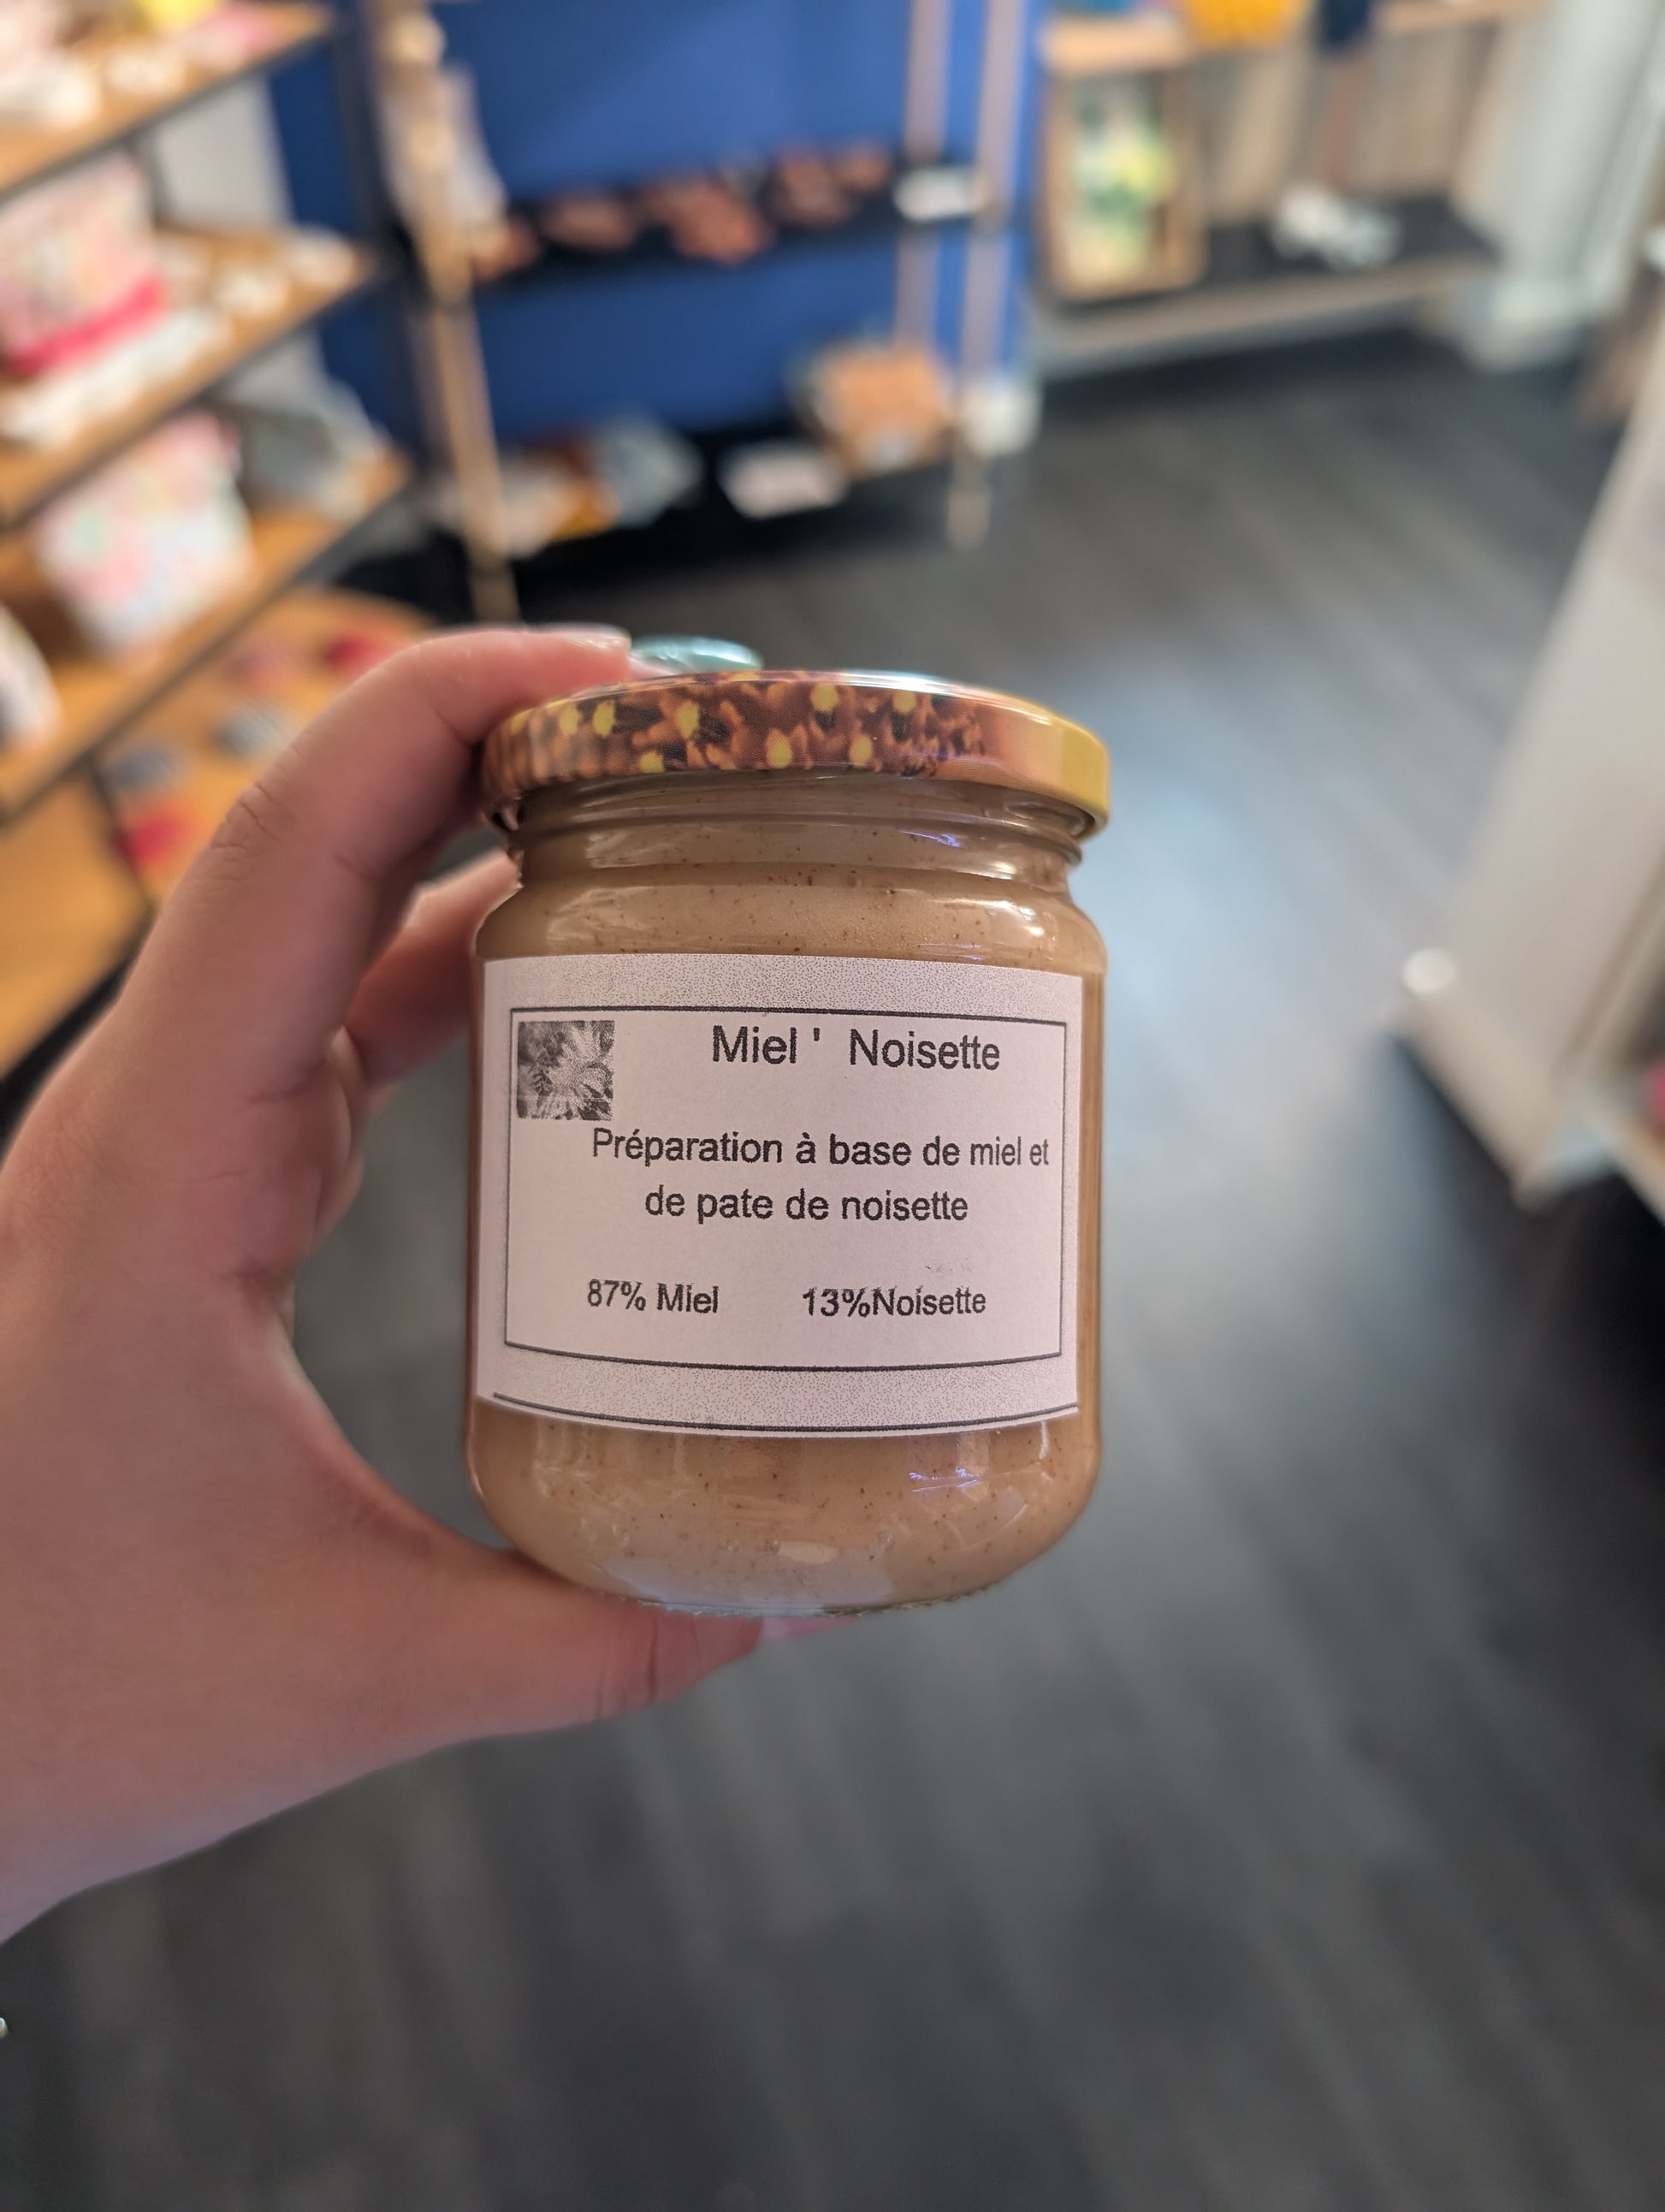 Miel ' Noisette
Préparation à base de miel et
de pate de noisette
87% Miel 13%Noisette